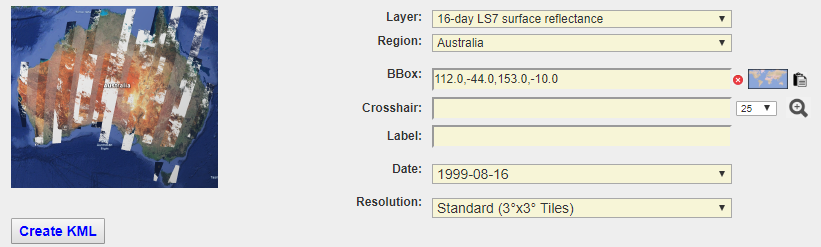 Layer: 16-day LS7 surface reflectance
Region: Australia
BBox: 112.0,-44.0,153.0,-10.0
Crosshair: 25
Label:
Date: 1999-08-16
Resolution: Standard (3°x3° Tiles)
Australia
Create KML